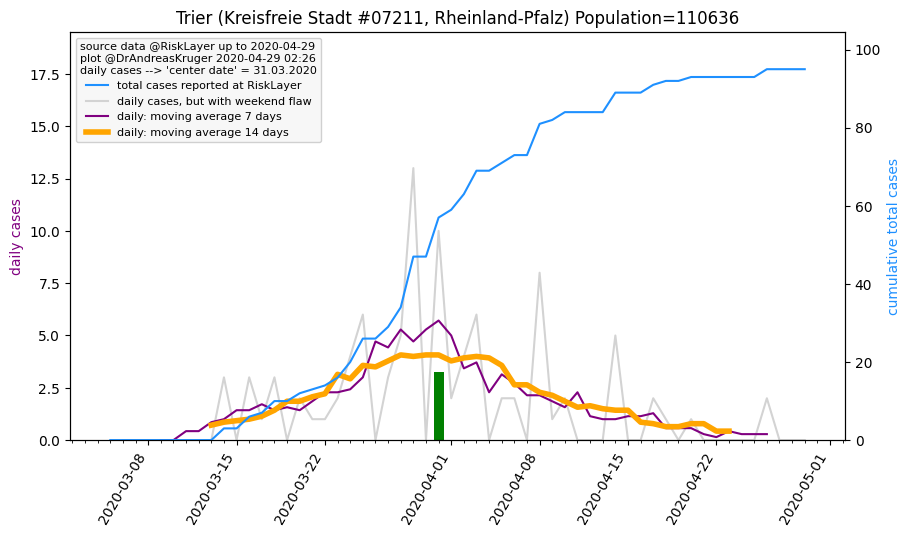 Trier (Kreisfreie Stadt #07211, Rheinland-Pfalz) Population=110636
source data @RiskLayer up to 2020-04-29
plot @DrAndreasKruger 2020-04-29 02:26
daily cases --> 'center date' = 31.03.2020
total cases reported at RiskLayer
daily cases, but with weekend flaw
daily: moving average 7 days
daily: moving average 14 days
daily cases
17.5
15.0
12.5
10.0
7.5
5.0
2.5
0.0
100
80
60
40
20
0
cumulative total cases
2020-03-08
2020-03-15
2020-03-22
2020-04-01
2020-04-08
2020-04-15
2020-04-22
2020-05-01